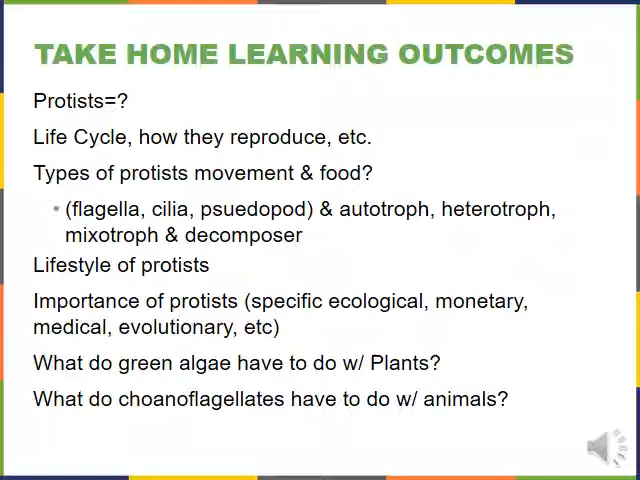 TAKE HOME LEARNING OUTCOMES
Protists=?
Life Cycle, how they reproduce, etc.
Types of protists movement & food?
• (flagella, cilia, psuedopod) & autotroph, heterotroph,
mixotroph & decomposer
Lifestyle of protists
Importance of protists (specific ecological, monetary,
medical, evolutionary, etc)
What do green algae have to do w/ Plants?
What do choanoflagellates have to do w/ animals?